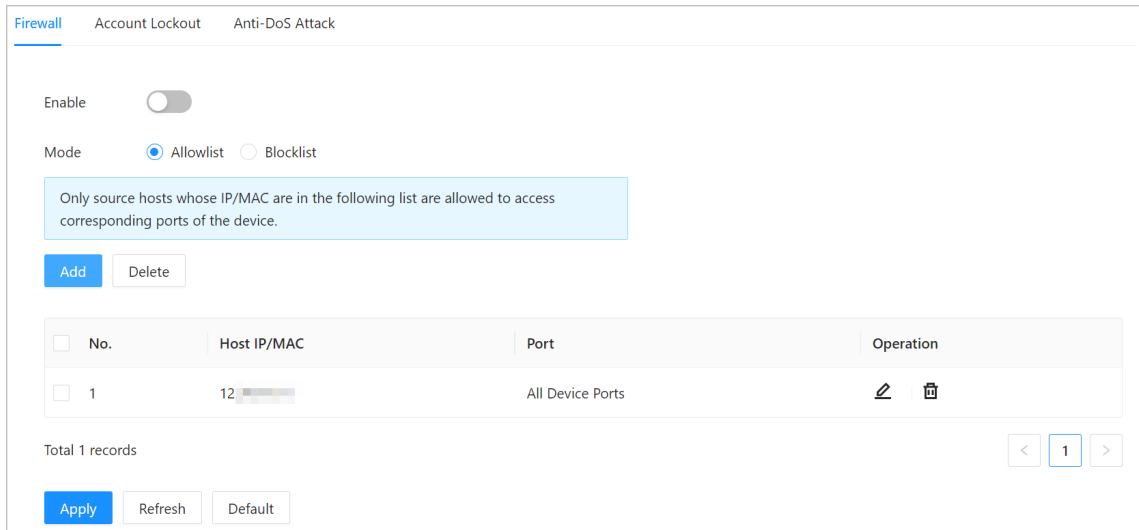 Firewall Account Lockout Anti-DoS Attack
Enable
Mode Allowlist Blocklist
Only source hosts whose IP/MAC are in the following list are allowed to access
corresponding ports of the device.
Add Delete
No. Host IP/MAC Port Operation
1 12 All Device Ports
Total 1 records
< 1 >
Apply Refresh Default